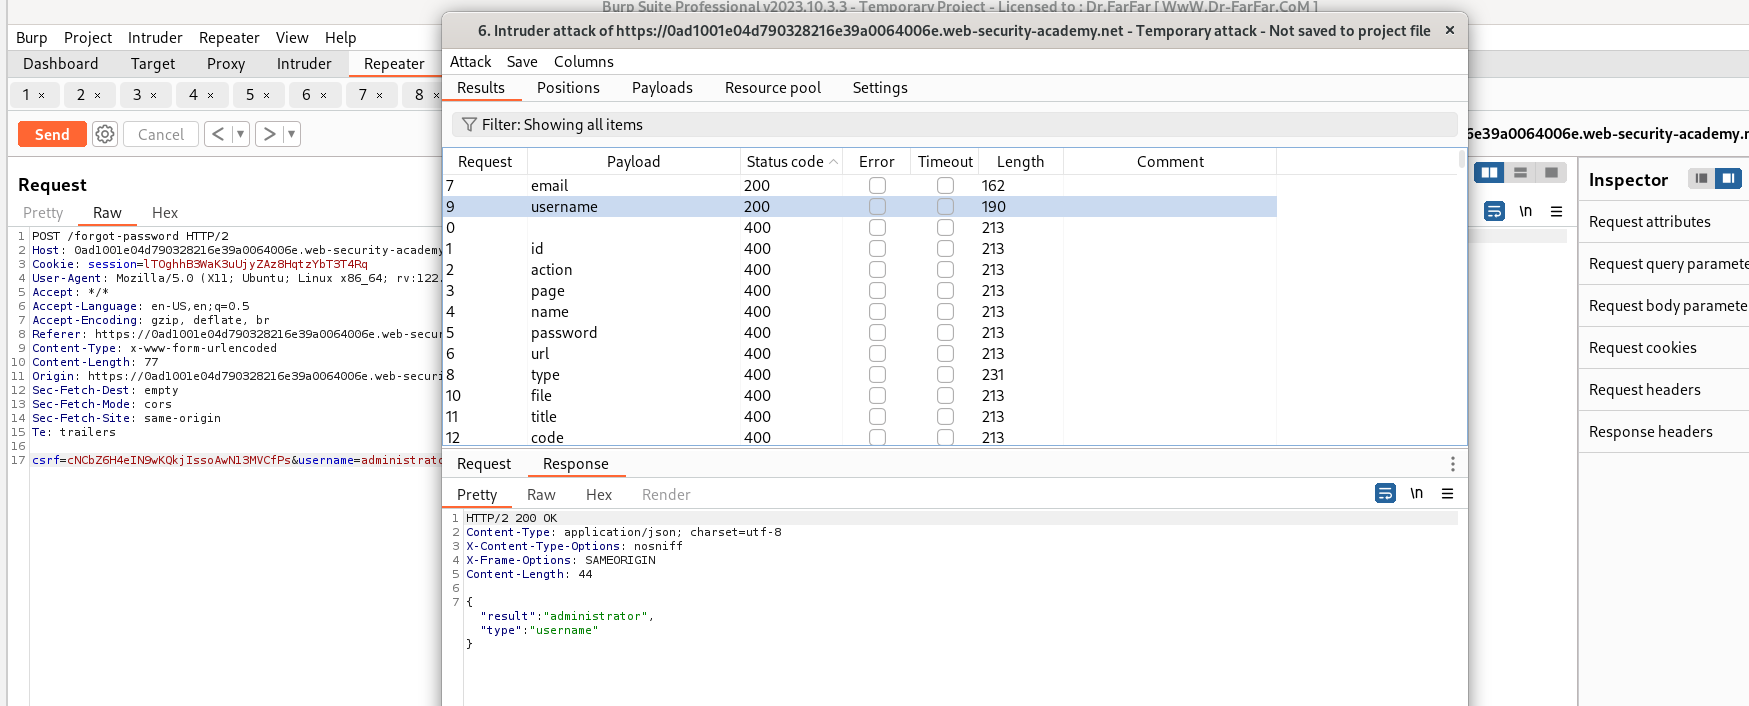 Burp Suite Professional v2023.10.3.3 - Temporary Project - Licensed to : Dr.FarFar [ WwW.Dr-FarFar.CoM ]
Burp Project Intruder Repeater View Help
Dashboard Target Proxy Intruder Repeater
1 × 2 × 3 × 4 × 5 × 6 × 7 × 8 ×
Send Cancel < ▼ > ▼
Request
Pretty Raw Hex
1 POST /forgot-password HTTP/2
2 Host: 0ad1001e04d790328216e39a0064006e.web-security-academy
3 Cookie: session=lTOghhB3WaK3uUjyZAz8HqtzYbT3T4Rq
4 User-Agent: Mozilla/5.0 (X11; Ubuntu; Linux x86_64; rv:122.
5 Accept: */*
6 Accept-Language: en-US,en;q=0.5
7 Accept-Encoding: gzip, deflate, br
8 Referer: https://0ad1001e04d790328216e39a0064006e.web-secur
9 Content-Type: x-www-form-urlencoded
10 Content-Length: 77
11 Origin: https://0ad1001e04d790328216e39a0064006e.web-securi
12 Sec-Fetch-Dest: empty
13 Sec-Fetch-Mode: cors
14 Sec-Fetch-Site: same-origin
15 Te: trailers
16
17 csrf=cNCbZ6H4eIN9wKQkjIssoAwNl3MVCfPs&username=administrato
6. Intruder attack of https://0ad1001e04d790328216e39a0064006e.web-security-academy.net - Temporary attack - Not saved to project file ×
Attack Save Columns
Results Positions Payloads Resource pool Settings
Filter: Showing all items
Request Payload Status code Error Timeout Length Comment
7 email 200 162
9 username 200 190
0 400 213
1 id 400 213
2 action 400 213
3 page 400 213
4 name 400 213
5 password 400 213
6 url 400 213
8 type 400 231
10 file 400 213
11 title 400 213
12 code 400 213
Request Response
Pretty Raw Hex Render \n
1 HTTP/2 200 OK
2 Content-Type: application/json; charset=utf-8
3 X-Content-Type-Options: nosniff
4 X-Frame-Options: SAMEORIGIN
5 Content-Length: 44
6
7 {
"result":"administrator",
"type":"username"
}
6e39a0064006e.web-security-academy.n
\n
Inspector
Request attributes
Request query paramete
Request body paramete
Request cookies
Request headers
Response headers